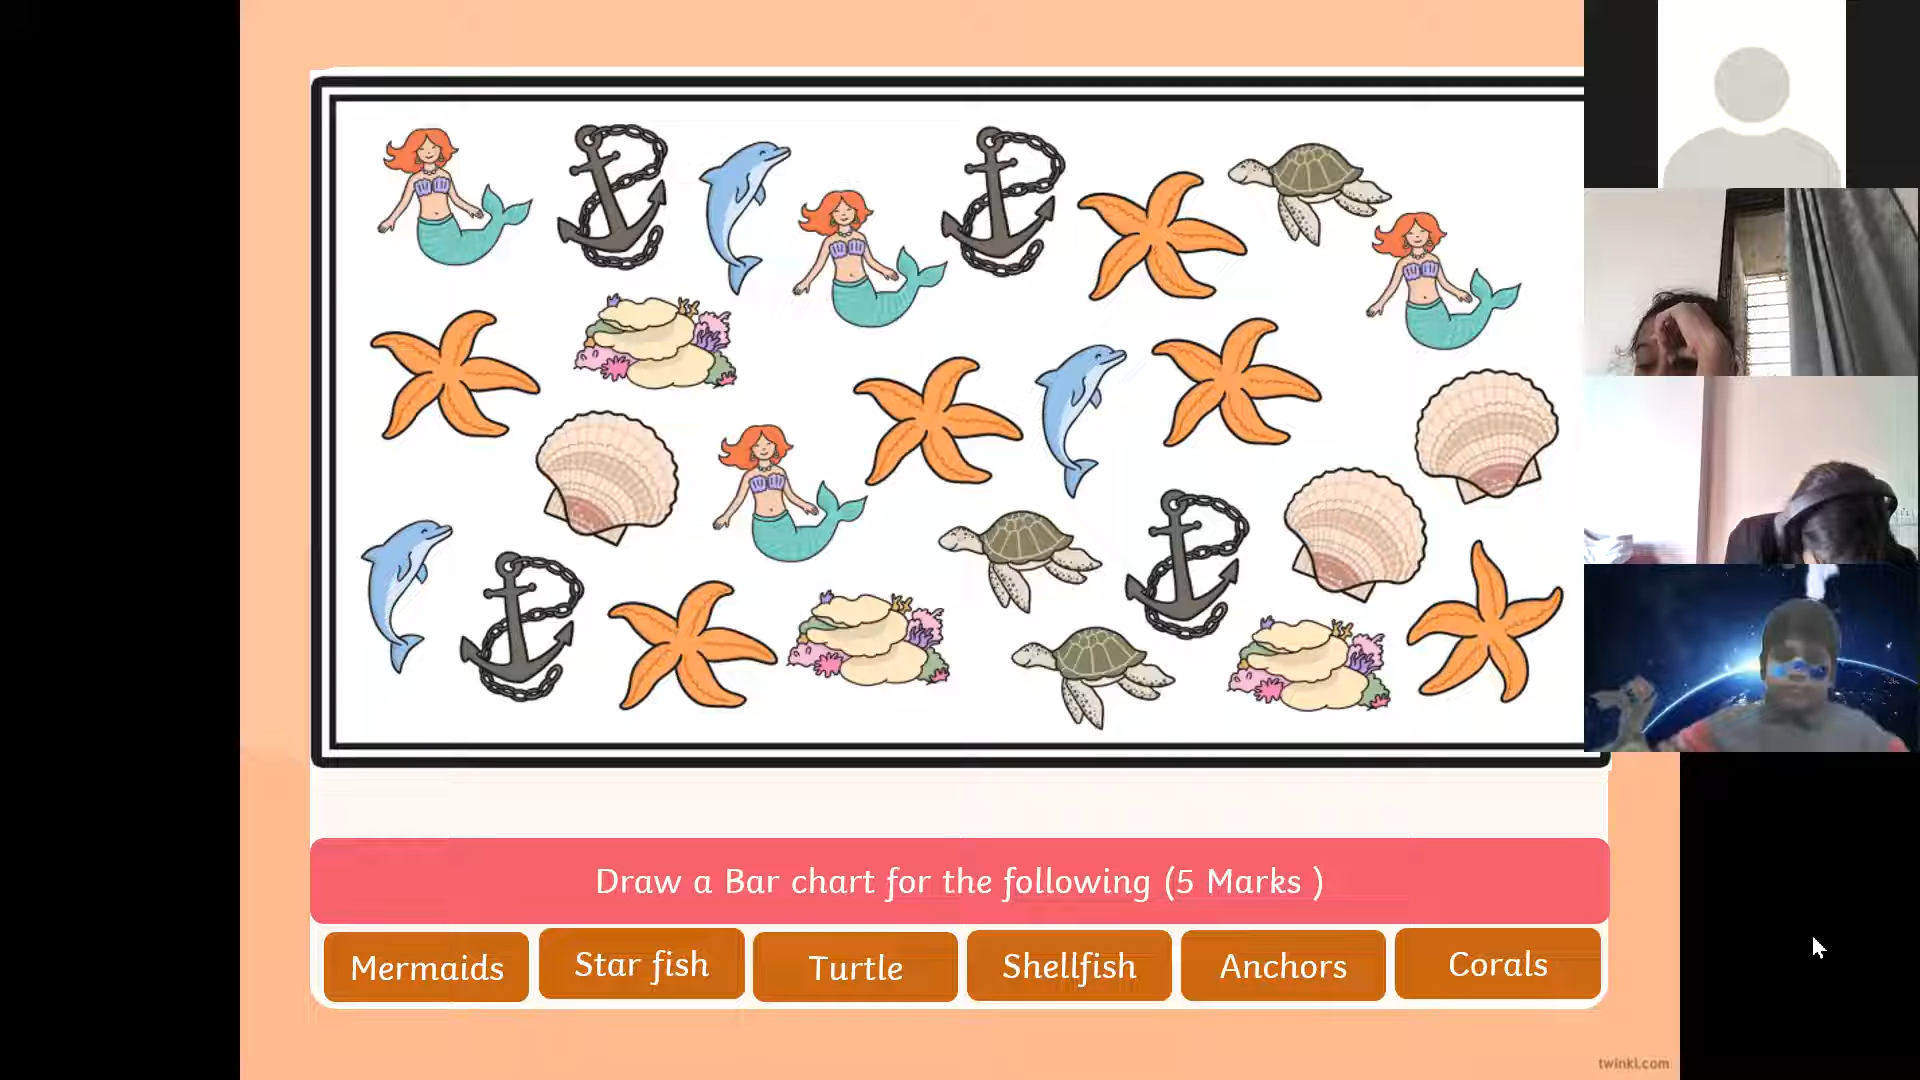 Draw a Bar chart for the following (5 Marks )
Mermaids
Star fish
Turtle
Shellfish
Anchors
Corals
twinkl.com